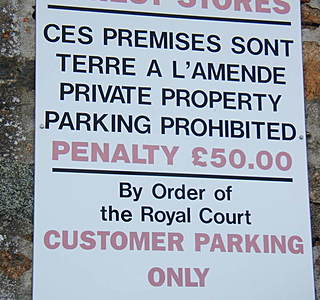 STORES
CES PREMISES SONT
TERRE A L'AMENDE
PRIVATE PROPERTY
PARKING PROHIBITED
PENALTY £50.00
By Order of
the Royal Court
CUSTOMER PARKING
ONLY